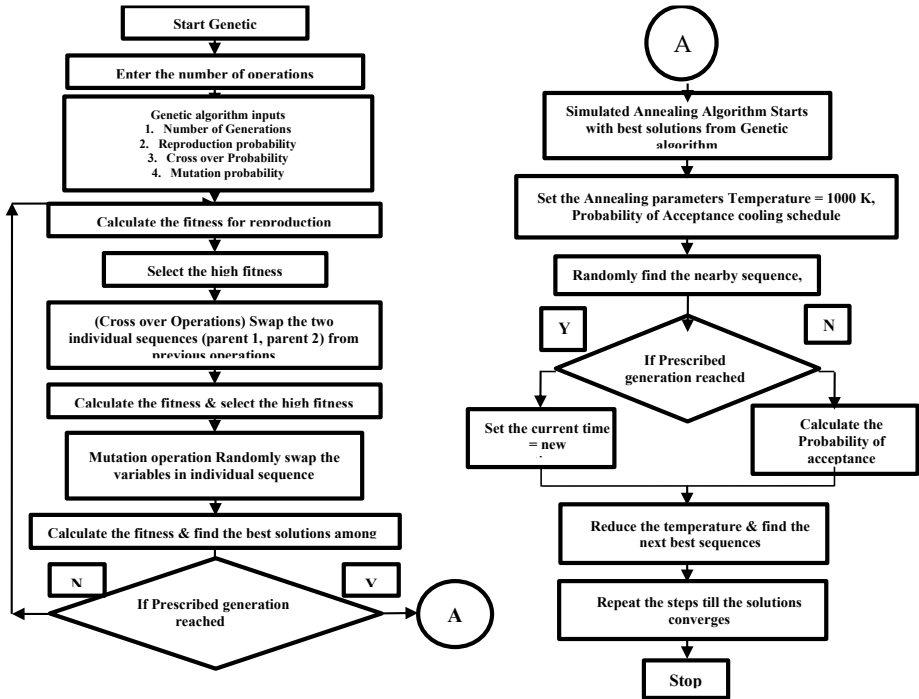 Start Genetic
Enter the number of operations
Genetic algorithm inputs
1. Number of Generations
2. Reproduction probability
3. Cross over Probability
4. Mutation probability
Calculate the fitness for reproduction
Select the high fitness
(Cross over Operations) Swap the two
individual sequences (parent 1, parent 2) from
previous operations
Calculate the fitness & select the high fitness
Mutation operation Randomly swap the
variables in individual sequence
Calculate the fitness & find the best solutions among
N
Y
If Prescribed generation
reached
A
A
Simulated Annealing Algorithm Starts
with best solutions from Genetic
algorithm
Set the Annealing parameters Temperature = 1000 K,
Probability of Acceptance cooling schedule
Randomly find the nearby sequence,
Y
N
If Prescribed
generation reached
Set the current time
= new
Calculate the
Probability of
acceptance
Reduce the temperature & find the
next best sequences
Repeat the steps till the solutions
converges
Stop